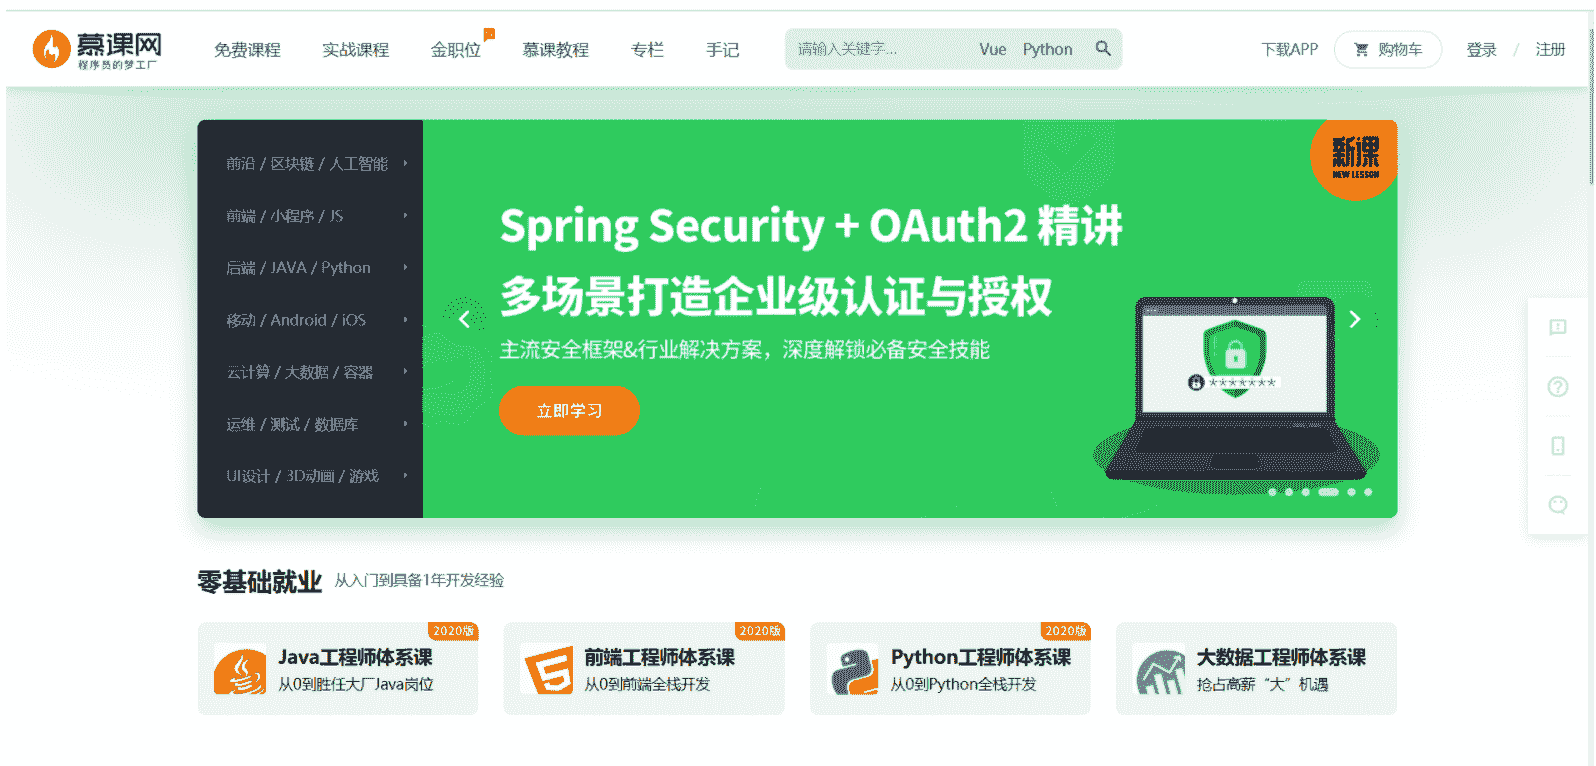 慕课网
程序员的梦工厂
免费课程 实战课程 金职位 慕课教程 专栏 手记 请输入关键字... Vue Python 下载APP 购物车 登录 / 注册
前沿 / 区块链 / 人工智能
前端 / 小程序 / JS
后端 / JAVA / Python
移动 / Android / iOS
云计算 / 大数据 / 容器
运维 / 测试 / 数据库
UI设计 / 3D动画 / 游戏
新课
NEW LESSON
Spring Security + OAuth2 精讲
多场景打造企业级认证与授权
主流安全框架&行业解决方案，深度解锁必备安全技能
立即学习
*******
零基础就业 从入门到具备1年开发经验
2020版
Java工程师体系课
从0到胜任大厂Java岗位
2020版
前端工程师体系课
从0到前端全栈开发
2020版
Python工程师体系课
从0到Python全栈开发
大数据工程师体系课
抢占高薪“大”机遇